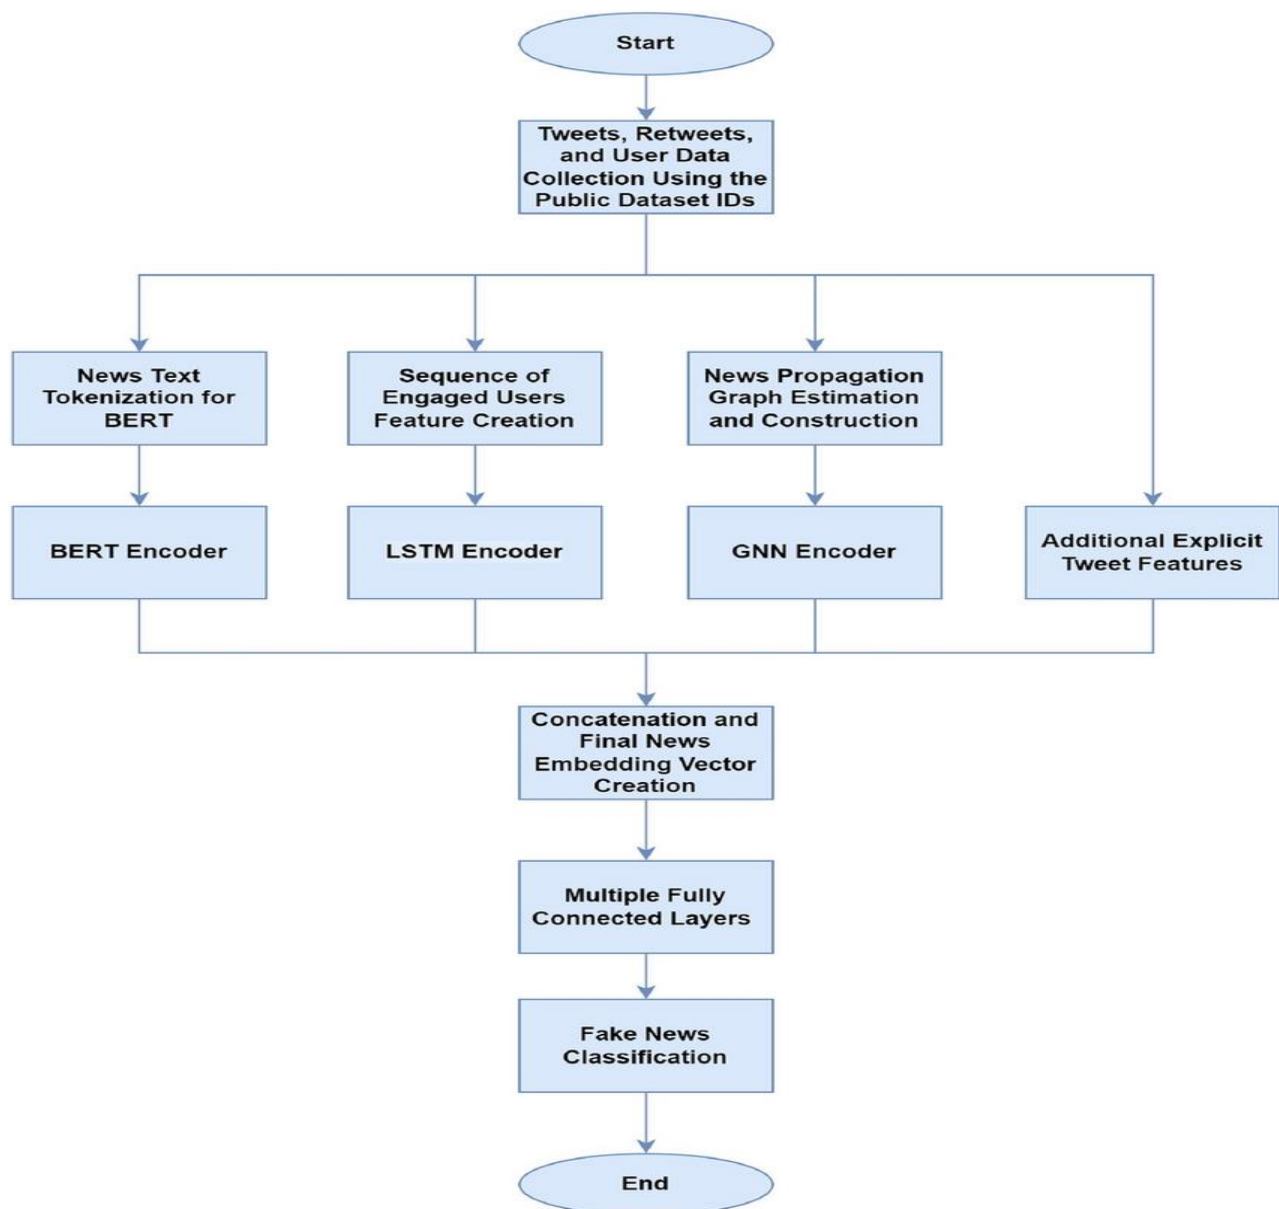 Start
Tweets, Retweets,
and User Data
Collection Using the
Public Dataset IDs
News Text
Tokenization for
BERT
Sequence of
Engaged Users
Feature Creation
News Propagation
Graph Estimation
and Construction
BERT Encoder
LSTM Encoder
GNN Encoder
Additional Explicit
Tweet Features
Concatenation and
Final News
Embedding Vector
Creation
Multiple Fully
Connected Layers
Fake News
Classification
End